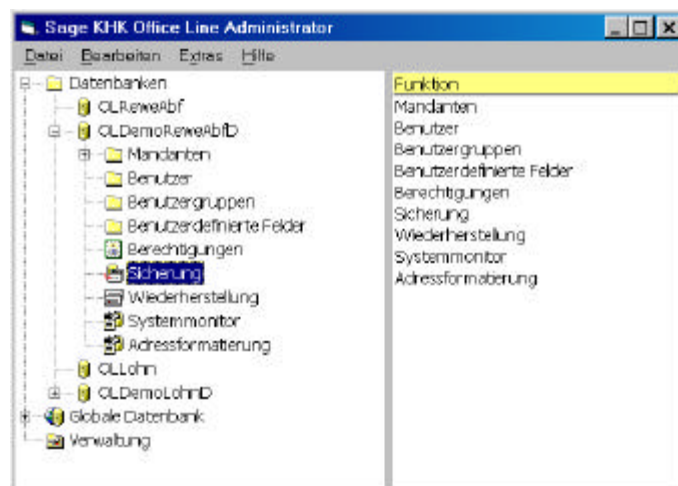 Sage KHK Office Line Administrator
Datei Bearbeiten Extras Hilfe
Datenbanken
OLReweAbf
OLDemoReweAbfD
Mandanten
Benutzer
Benutzergruppen
Benutzerdefinierte Felder
Berechtigungen
Sicherung
Wiederherstellung
Systemmonitor
Adressformatierung
OLLohn
OLDemoLohnD
Globale Datenbank
Verwaltung
Funktion
Mandanten
Benutzer
Benutzergruppen
Benutzerdefinierte Felder
Berechtigungen
Sicherung
Wiederherstellung
Systemmonitor
Adressformatierung